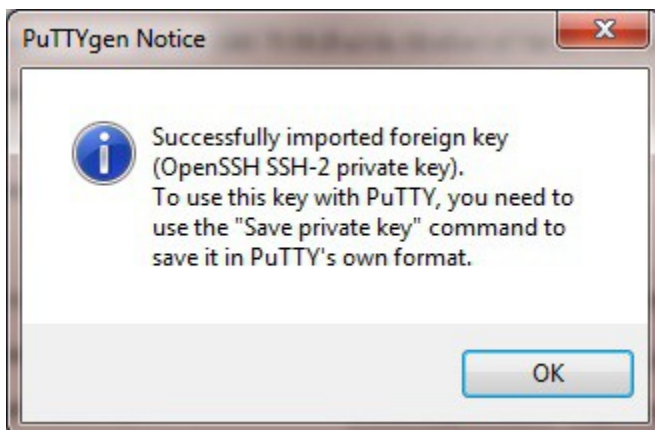 PuTTYgen Notice
Successfully imported foreign key
(OpenSSH SSH-2 private key).
To use this key with PuTTY, you need to
use the "Save private key" command to
save it in PuTTY's own format.
OK